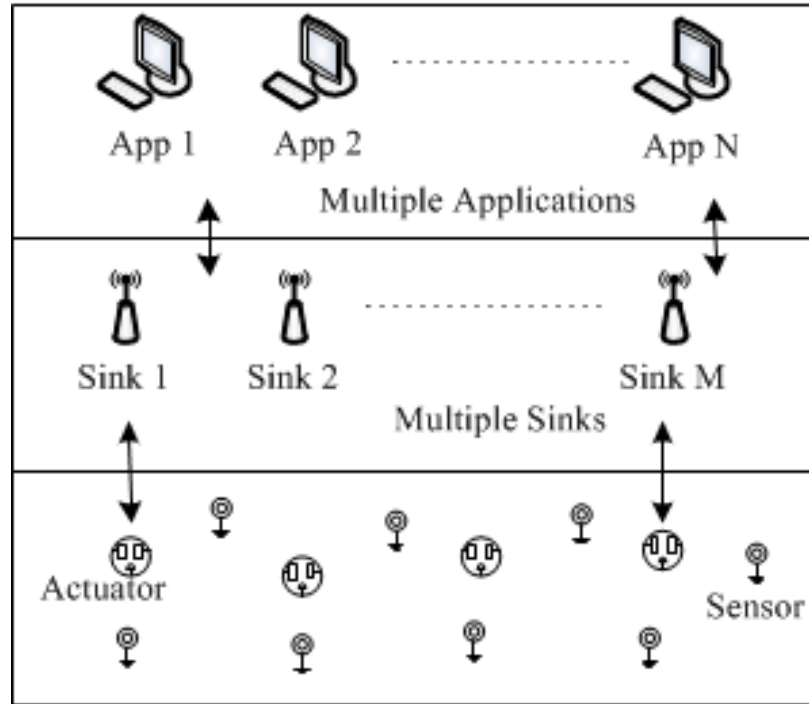 App 1
App 2
App N
Multiple Applications
Sink 1
Sink 2
Sink M
Multiple Sinks
Actuator
Sensor